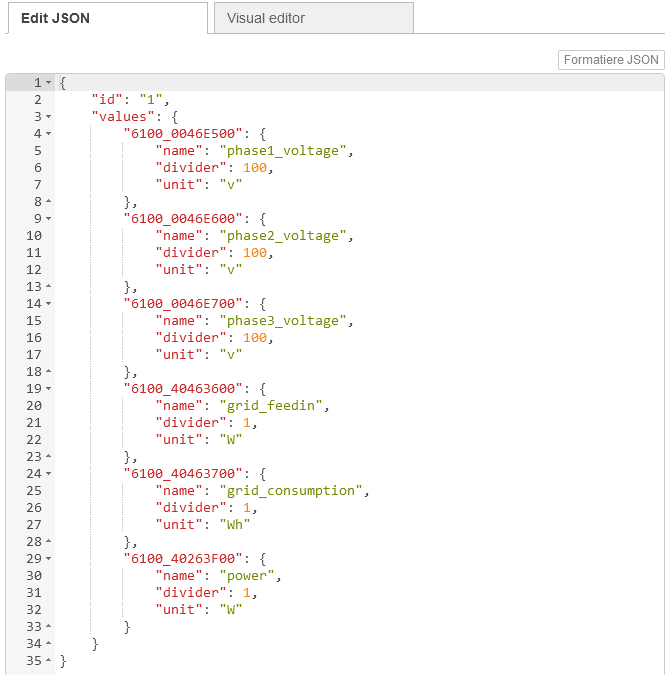 Edit JSON
Visual editor
Formatiere JSON
1 {
2 "id": "1",
3 "values": {
4 "6100_0046E500": {
5 "name": "phase1_voltage",
6 "divider": 100,
7 "unit": "v"
8 },
9 "6100_0046E600": {
10 "name": "phase2_voltage",
11 "divider": 100,
12 "unit": "v"
13 },
14 "6100_0046E700": {
15 "name": "phase3_voltage",
16 "divider": 100,
17 "unit": "v"
18 },
19 "6100_40463600": {
20 "name": "grid_feedin",
21 "divider": 1,
22 "unit": "W"
23 },
24 "6100_40463700": {
25 "name": "grid_consumption",
26 "divider": 1,
27 "unit": "Wh"
28 },
29 "6100_40263F00": {
30 "name": "power",
31 "divider": 1,
32 "unit": "W"
33 }
34 }
35 }